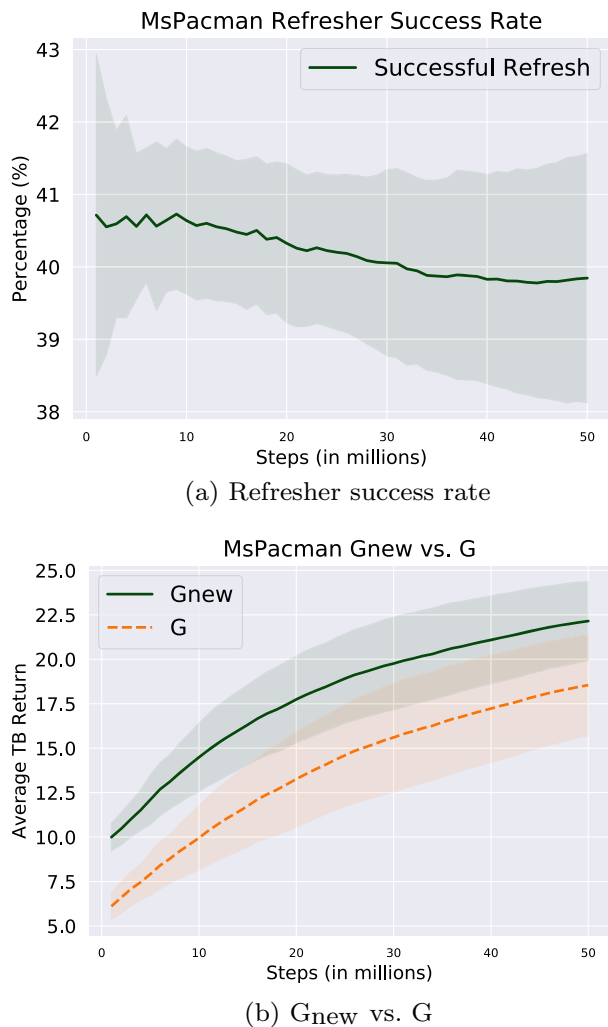 MsPacman Refresher Success Rate
Successful Refresh
Percentage (%)
43
42
41
40
39
38
0 10 20 30 40 50
Steps (in millions)
(a) Refresher success rate
MsPacman Gnew vs. G
Gnew
G
Average TB Return
25.0
22.5
20.0
17.5
15.0
12.5
10.0
7.5
5.0
0 10 20 30 40 50
Steps (in millions)
(b) Gnew vs. G